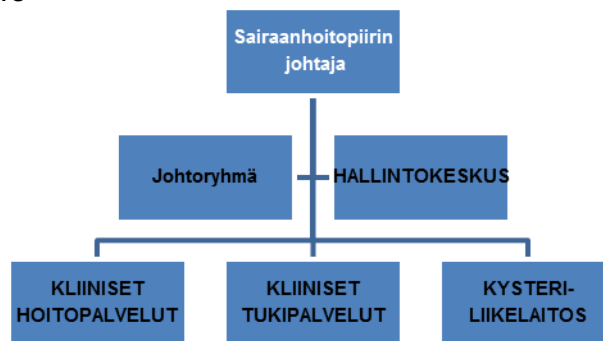 Sairaanhoitopiirin
johtaja
Johtoryhmä
HALLINTOKESKUS
KLIINISET
HOITOPALVELUT
KLIINISET
TUKIPALVELUT
KYSTERI-
LIIKELAITOS